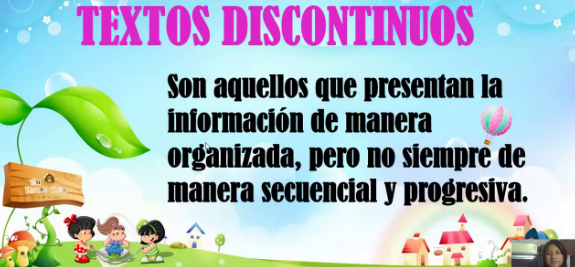 TEXTOS DISCONTINUOS
Son aquellos que presentan la
información de manera
organizada, pero no siempre de
manera secuencial y progresiva.